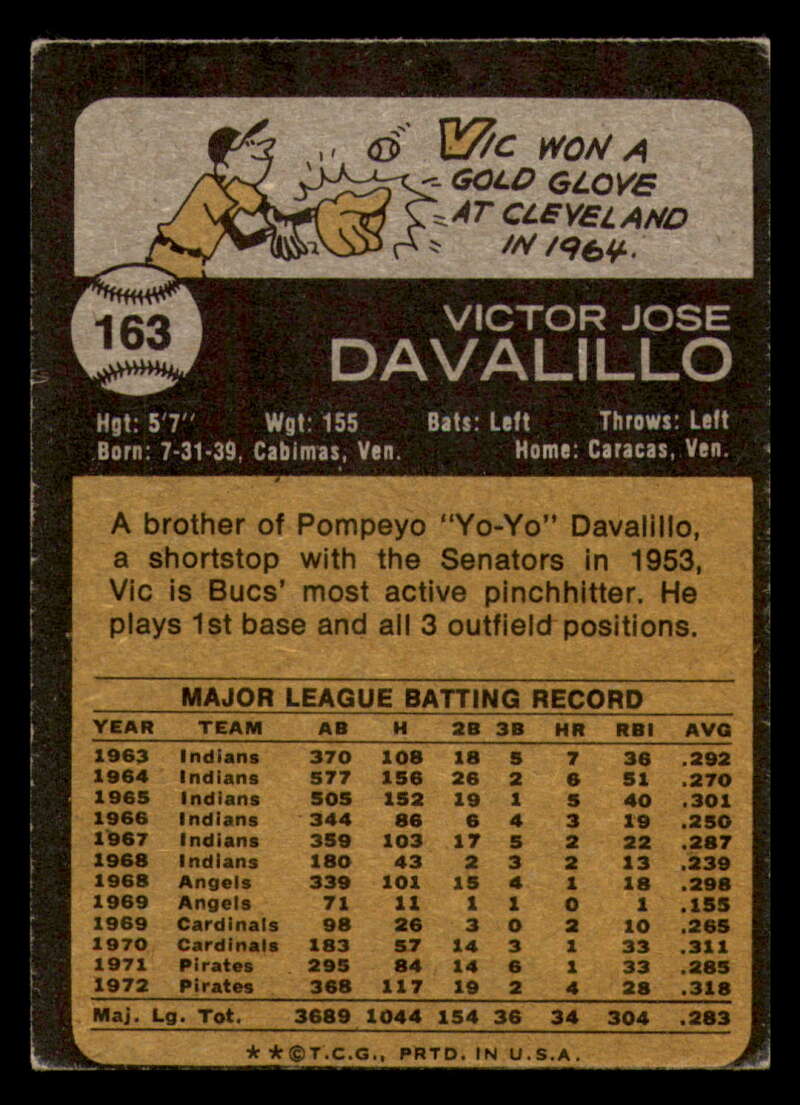 VIC WON A
GOLD GLOVE
AT CLEVELAND
IN 1964.
163
VICTOR JOSE
DAVALILLO
Hgt: 5'7" Wgt: 155 Bats: Left Throws: Left
Born: 7-31-39, Cabimas, Ven. Home: Caracas, Ven.
A brother of Pompeyo "Yo-Yo" Davalillo,
a shortstop with the Senators in 1953,
Vic is Bucs' most active pinchhitter. He
plays 1st base and all 3 outfield positions.
MAJOR LEAGUE BATTING RECORD
YEAR TEAM AB H 2B 3B HR RBI AVG
1963 Indians 370 108 18 5 7 36 .292
1964 Indians 577 156 26 2 6 51 .270
1965 Indians 505 152 19 1 5 40 .301
1966 Indians 344 86 6 4 3 19 .250
1967 Indians 359 103 17 5 2 22 .287
1968 Indians 180 43 2 3 2 13 .239
1968 Angels 339 101 15 4 1 18 .298
1969 Angels 71 11 1 1 0 1 .155
1969 Cardinals 98 26 3 0 2 10 .265
1970 Cardinals 183 57 14 3 1 33 .311
1971 Pirates 295 84 14 6 1 33 .285
1972 Pirates 368 117 19 2 4 28 .318
Maj. Lg. Tot. 3689 1044 154 36 34 304 .283
* * © T.C.G., PRTD. IN U.S.A.